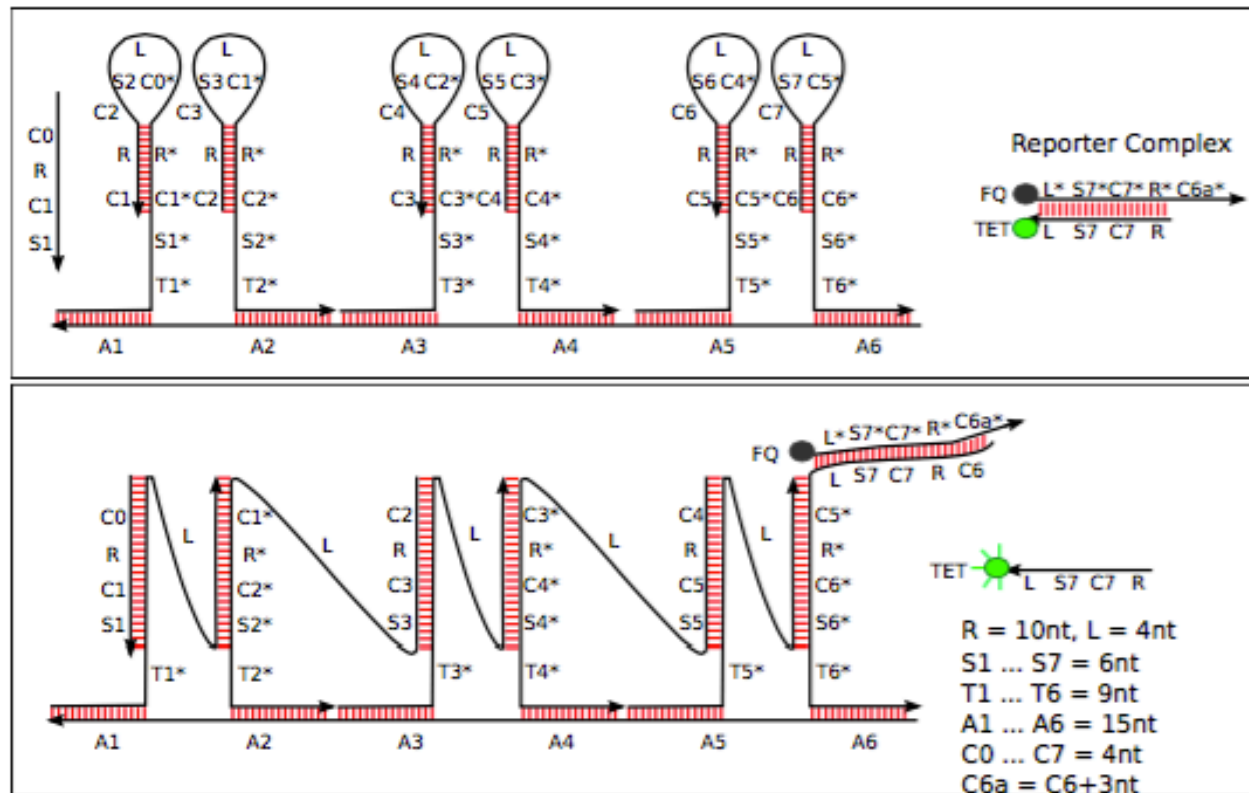 L L L L L L
S2 C0* S3 C1* S4 C2* S5 C3* S6 C4* S7 C5*
C2 C3 C4 C5 C6 C7
C0
R R* R R* R R* R R* R R* R R*
R
C1 C1* C2 C2* C3 C3* C4 C4* C5 C5* C6 C6*
C1
S1 S1* S2* S3* S4* S5* S6*
T1* T2* T3* T4* T5* T6*
A1 A2 A3 A4 A5 A6
Reporter Complex
FQ L* S7* C7* R* C6a*
TET L S7 C7 R
FQ L* S7* C7* R* C6a*
L S7 C7 R C6
C0 C1* C2 C3* C4 C5*
R L R* L R L R* L R L R*
C1 C2* C3 C4* C5 C6*
S1 S2* S3 S4* S5 S6*
T1* T2* T3* T4* T5* T6*
A1 A2 A3 A4 A5 A6
TET L S7 C7 R
R = 10nt, L = 4nt
S1 ... S7 = 6nt
T1 ... T6 = 9nt
A1 ... A6 = 15nt
C0 ... C7 = 4nt
C6a = C6+3nt